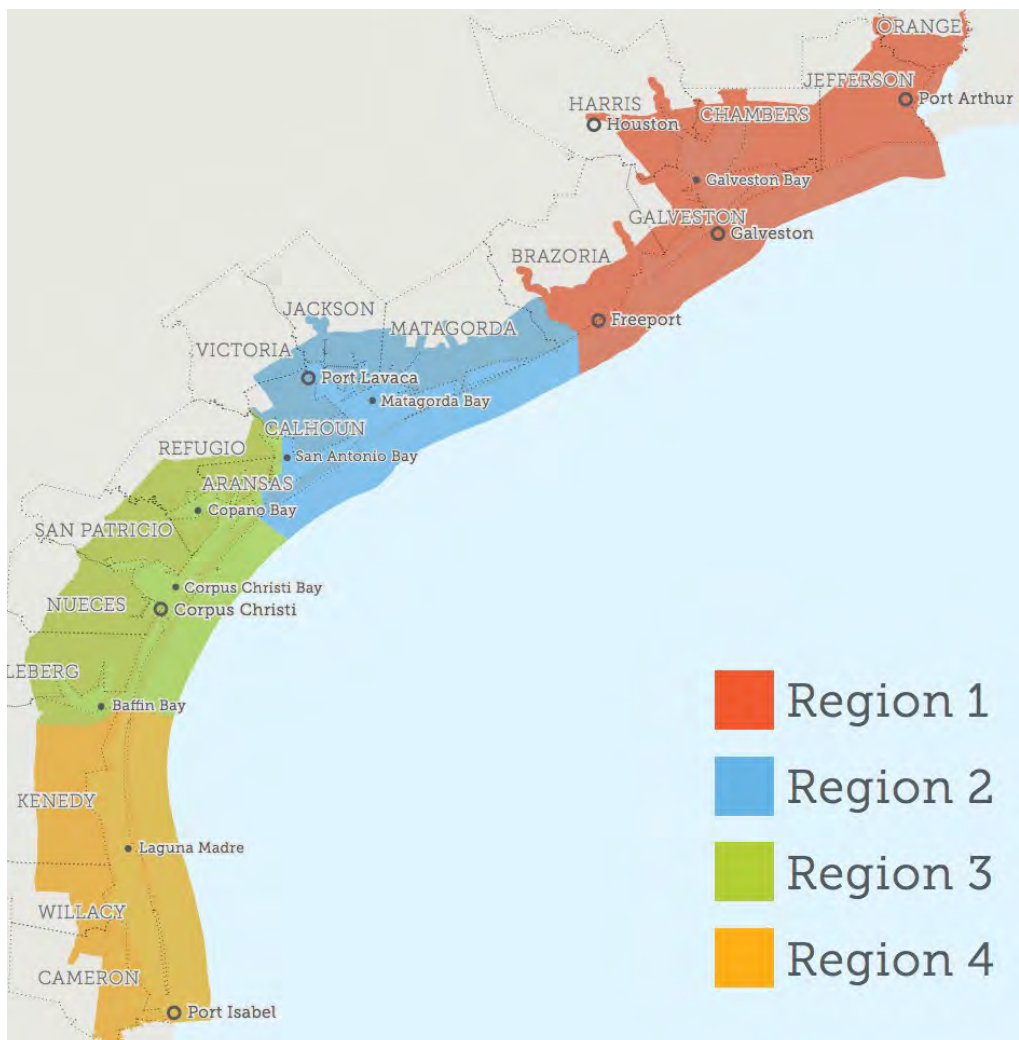 ORANGE
JEFFERSON
Port Arthur
HARRIS
CHAMBERS
Houston
Galveston Bay
GALVESTON
Galveston
BRAZORIA
JACKSON
Freeport
MATAGORDA
VICTORIA
Port Lavaca
Matagorda Bay
CALHOUN
REFUGIO
San Antonio Bay
ARANSAS
Copano Bay
SAN PATRICIO
Corpus Christi Bay
NUECES
Corpus Christi
LEBERG
Baffin Bay
KENEDY
Laguna Madre
WILLACY
CAMERON
Port Isabel
Region 1
Region 2
Region 3
Region 4